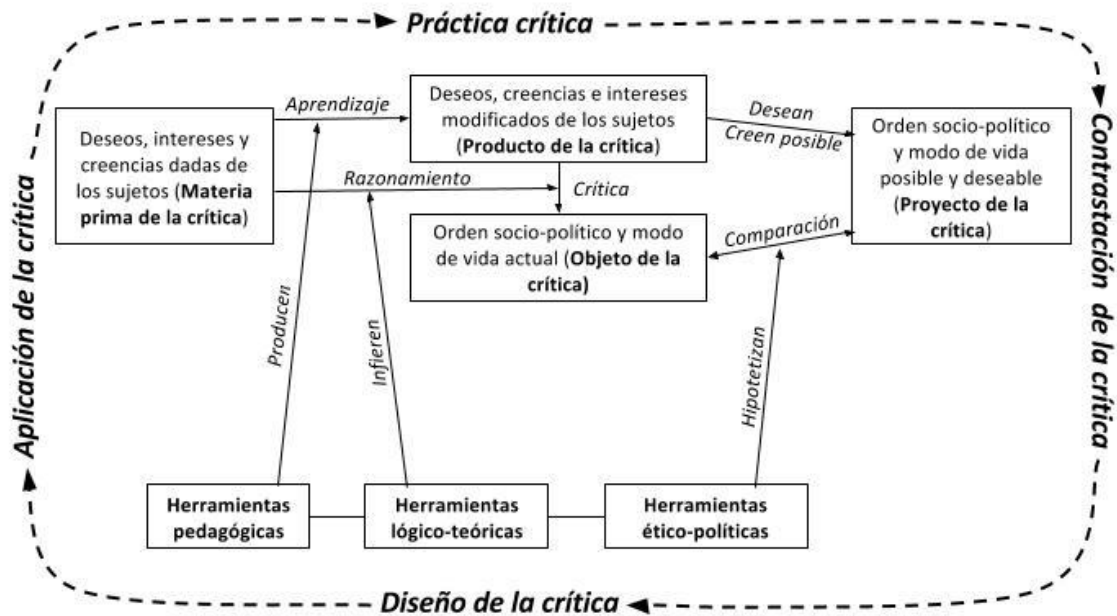 Práctica crítica
Aprendizaje
Deseos, intereses y
creencias dadas de
los sujetos (Materia
prima de la crítica)
Deseos, creencias e intereses
modificados de los sujetos
(Producto de la crítica)
Desean
Creen posible
Orden socio-político
y modo de vida
posible y deseable
(Proyecto de la
crítica)
Razonamiento
Crítica
Orden socio-político y modo
de vida actual (Objeto de la
crítica)
Comparación
Aplicación de la crítica
Contrastación de la crítica
Producen
Infieren
Hipotetizan
Herramientas
pedagógicas
Herramientas
lógico-teóricas
Herramientas
ético-políticas
Diseño de la crítica